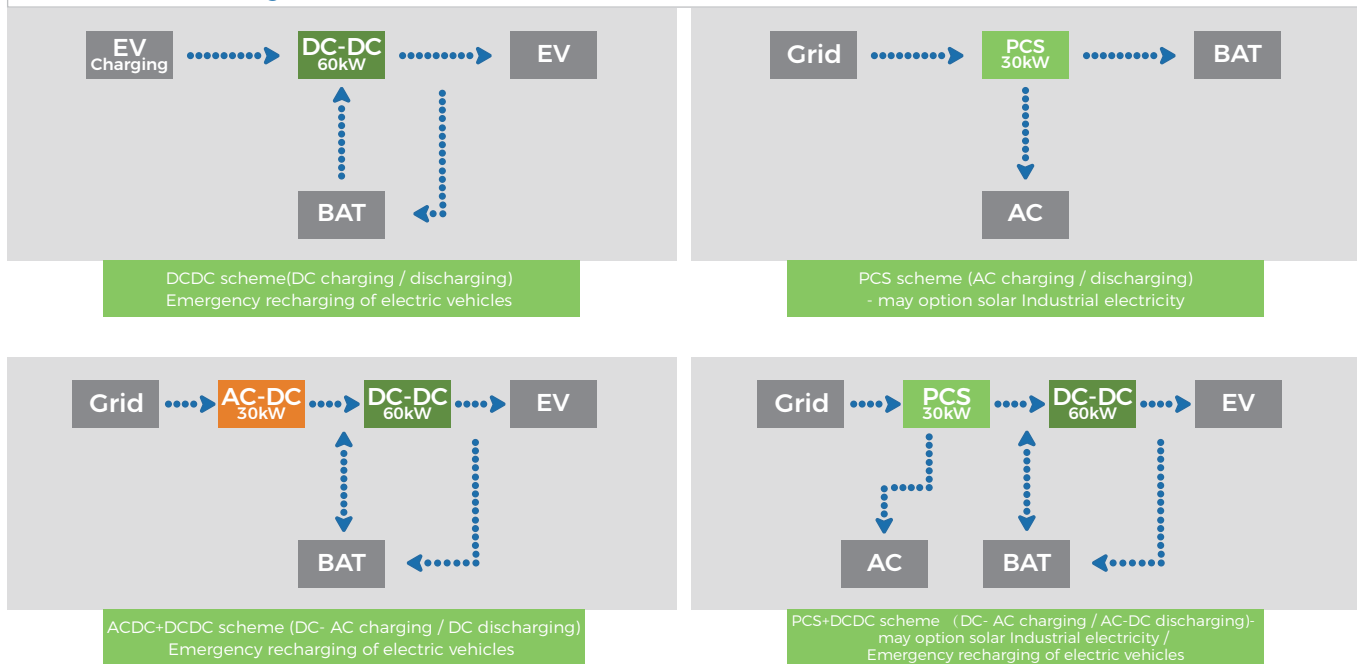 EV
Charging
DC-DC
60kW
EV
BAT
DCDC scheme(DC charging / discharging)
Emergency recharging of electric vehicles
Grid
PCS
30kW
BAT
AC
PCS scheme (AC charging / discharging)
- may option solar Industrial electricity
Grid
AC-DC
30kW
DC-DC
60kW
EV
BAT
ACDC+DCDC scheme (DC- AC charging / DC discharging)
Emergency recharging of electric vehicles
Grid
PCS
30kW
DC-DC
60kW
EV
AC
BAT
PCS+DCDC scheme （DC- AC charging / AC-DC discharging)-
may option solar Industrial electricity /
Emergency recharging of electric vehicles